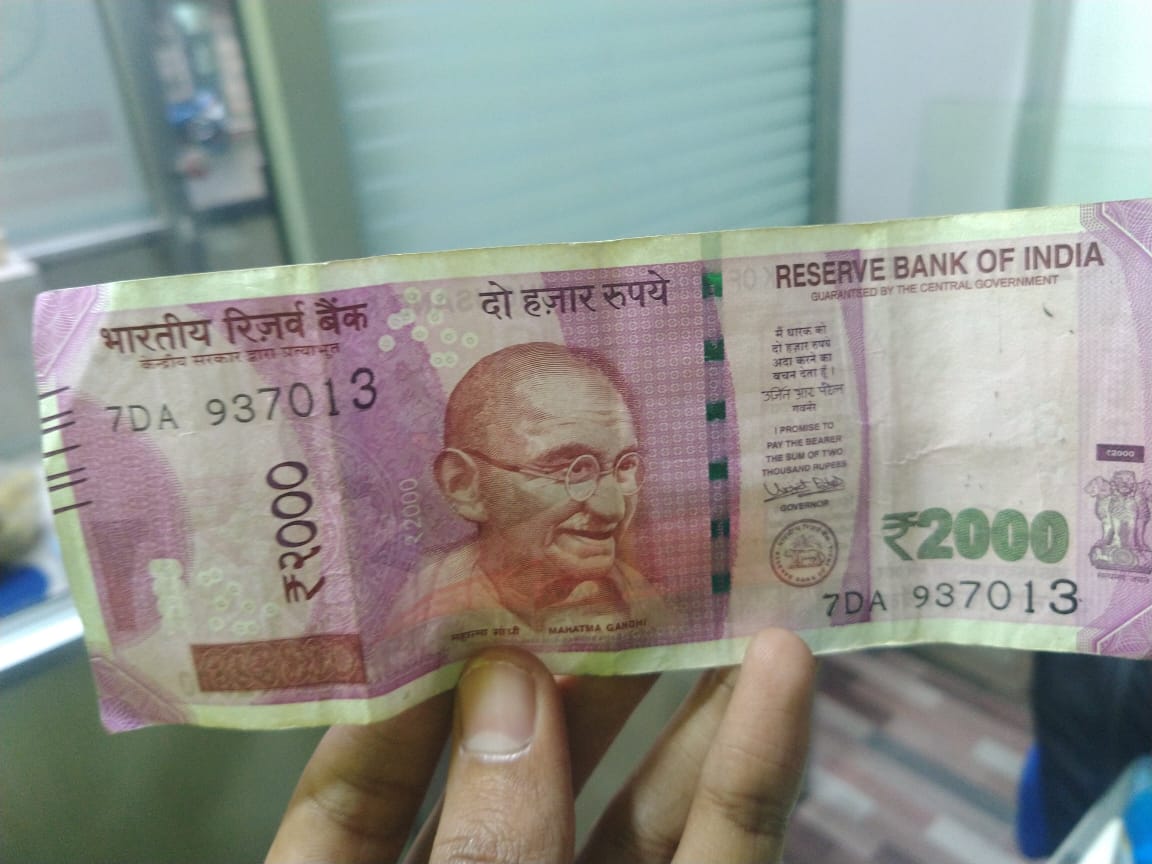 भारतीय रिज़र्व बैंक
केन्द्रीय सरकार द्वारा प्रत्याभूत
7DA 937013
₹२०००
₹2000
दो हज़ार रुपये
महात्मा गांधी MAHATMA GANDHI
RESERVE BANK OF INDIA
GUARANTEED BY THE CENTRAL GOVERNMENT
मैं धारक को
दो हज़ार रुपये
अदा करने का
वचन देता हूँ।
उर्जित आर पटेल
गवर्नर
I PROMISE TO
PAY THE BEARER
THE SUM OF TWO
THOUSAND RUPEES
GOVERNOR
₹2000
₹2000
सत्यमेव जयते
7DA 937013